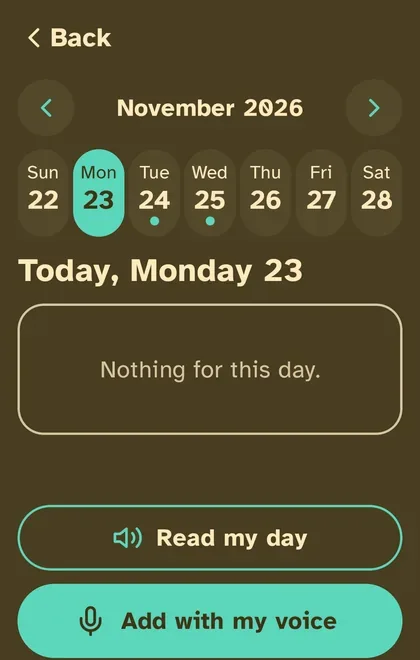 Back
November 2026
Sun Mon Tue Wed Thu Fri Sat
22 23 24 25 26 27 28
Today, Monday 23
Nothing for this day.
Read my day
Add with my voice